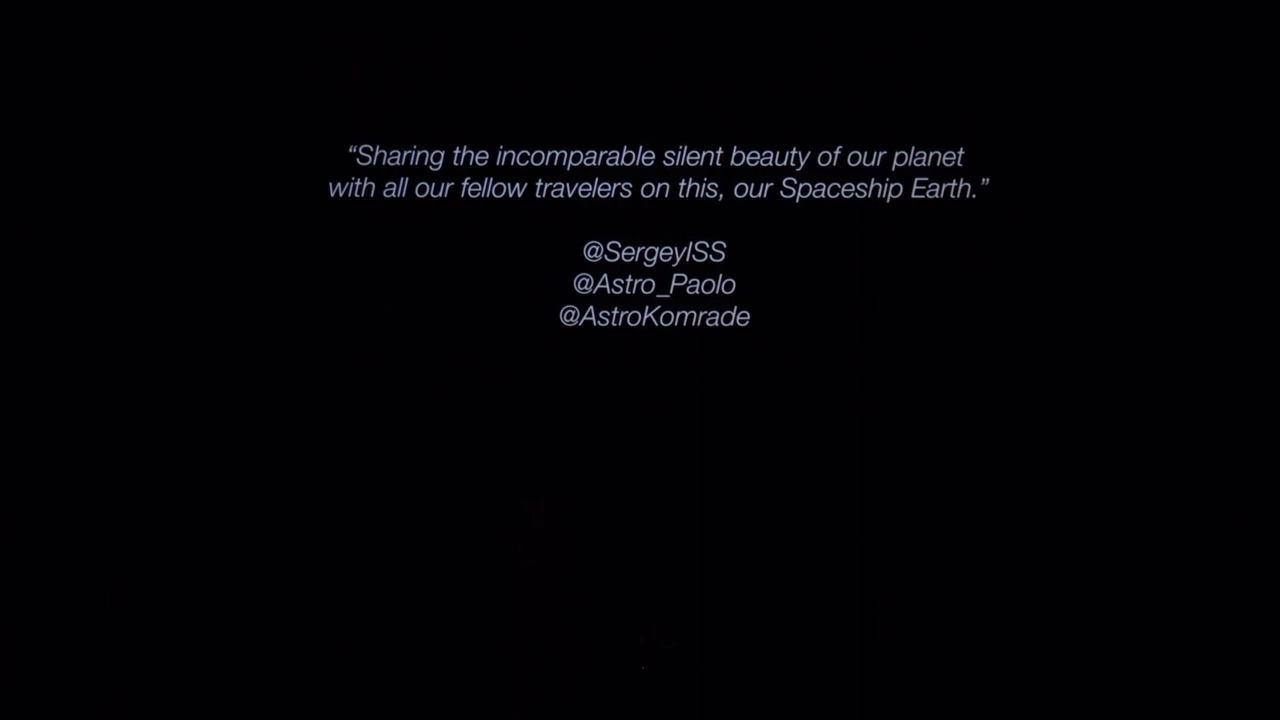 “Sharing the incomparable silent beauty of our planet
with all our fellow travelers on this, our Spaceship Earth.”
@SergeyISS
@Astro_Paolo
@AstroKomrade